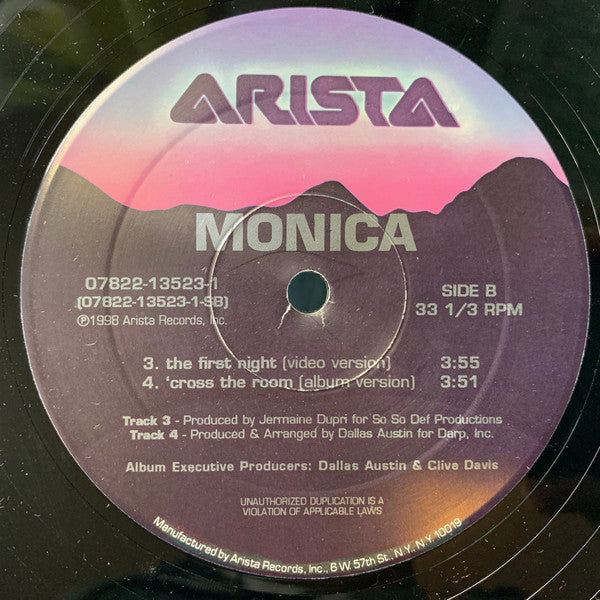 ARISTA
MONICA
07822-13523-1
(07822-13523-1-SB)
℗1998 Arista Records, Inc.
SIDE B
33 1/3 RPM
3. the first night (video version) 3:55
4. 'cross the room (album version) 3:51
Track 3 - Produced by Jermaine Dupri for So So Def Productions
Track 4 - Produced & Arranged by Dallas Austin for Darp, Inc.
Album Executive Producers: Dallas Austin & Clive Davis
UNAUTHORIZED DUPLICATION IS A
VIOLATION OF APPLICABLE LAWS
Manufactured by Arista Records, Inc., 6 W. 57th St., N.Y., N.Y. 10019